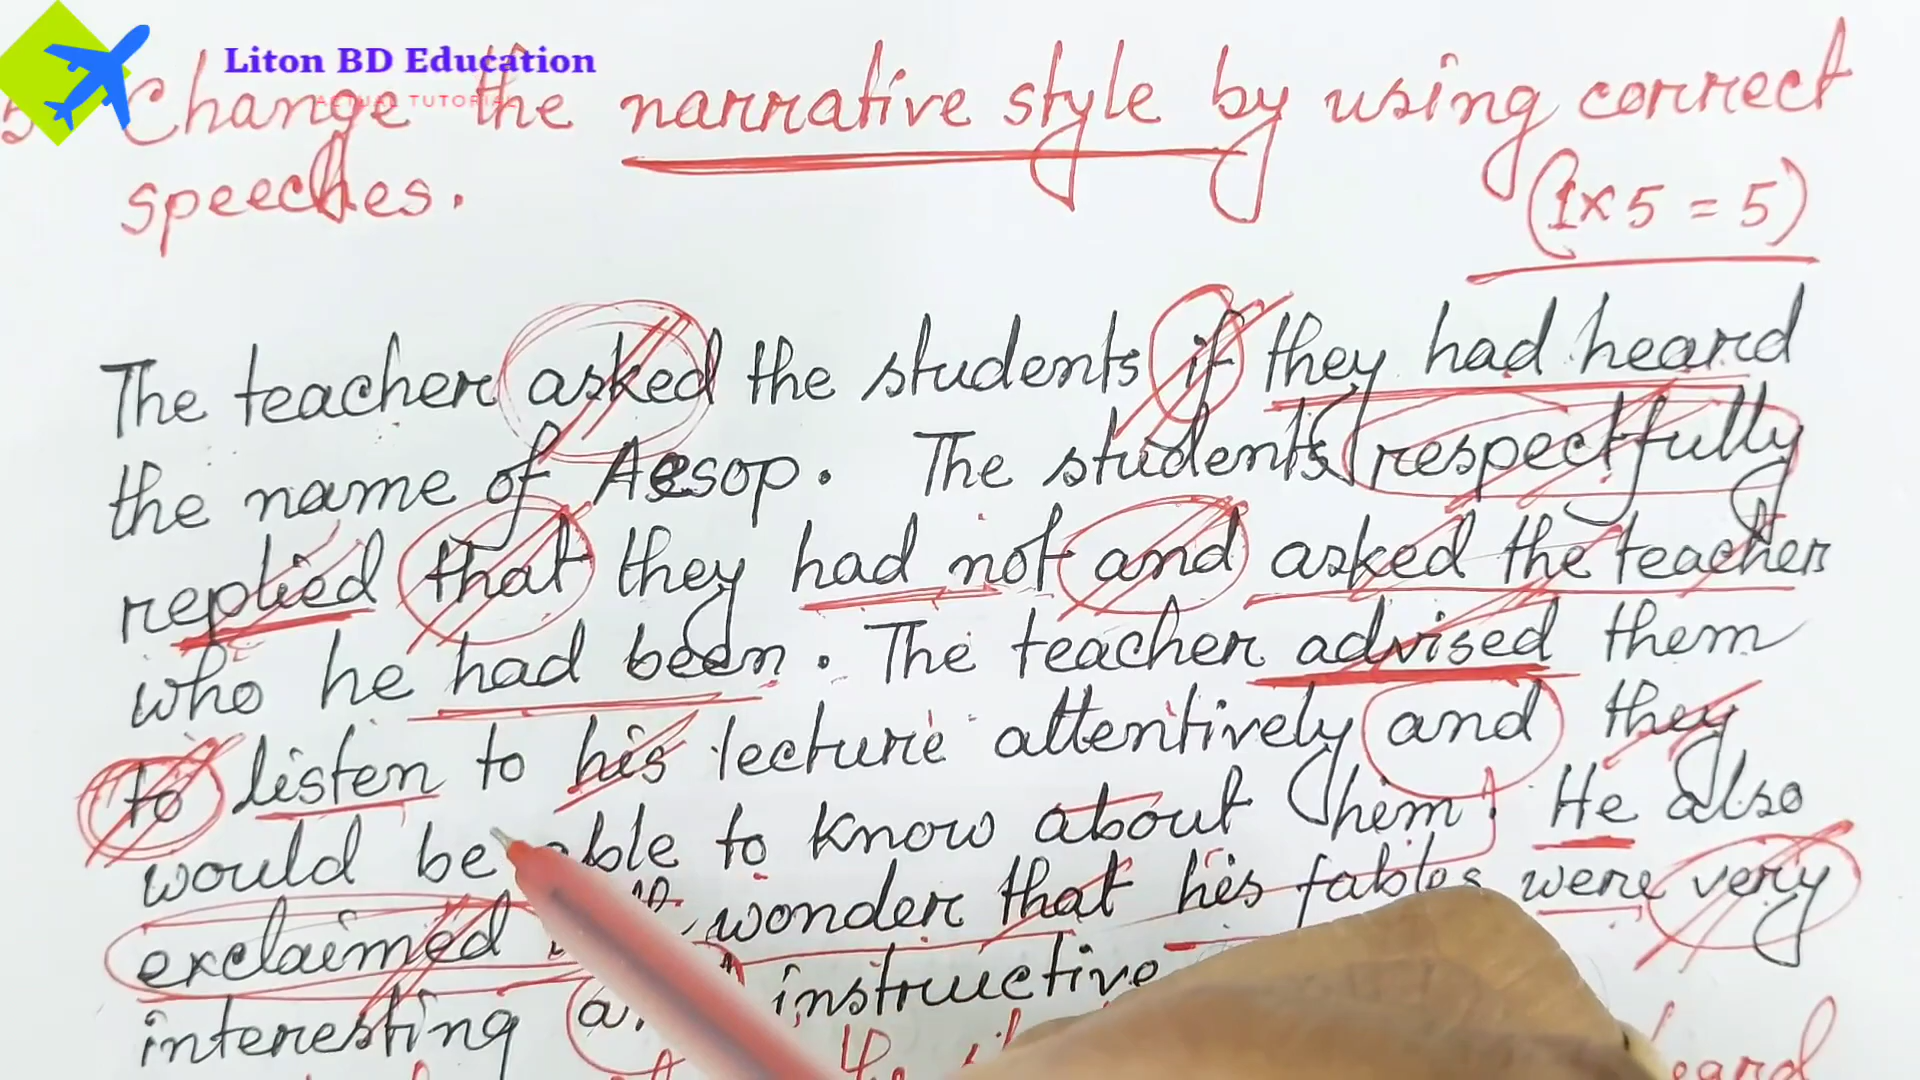 Liton BD Education
ACTUAL TUTORIAL
5. Change the narrative style by using correct
speeches.
(1x5 = 5)
The teacher asked the students if they had heard
the name of Aesop. The students respectfully
replied that they had not and asked the teacher
who he had been. The teacher advised them
to listen to his lecture attentively and they
would be able to know about him. He also
exclaimed wonder that his fables were very
interesting instructive